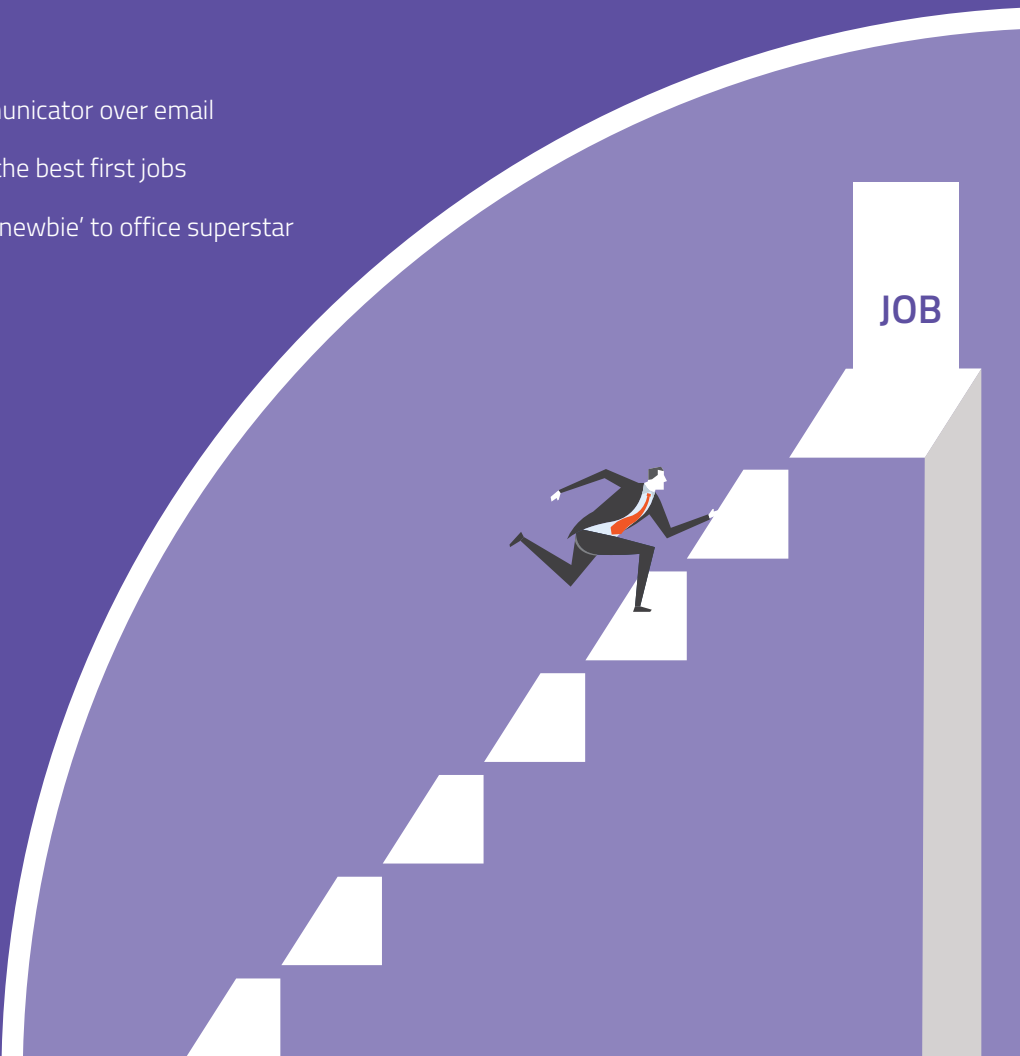 unicator over email
the best first jobs
newbie’ to office superstar
JOB